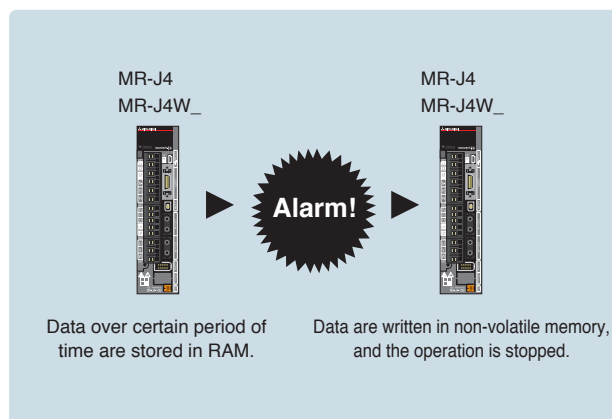 MR-J4
MR-J4W_
MR-J4
MR-J4W_
Alarm!
Data over certain period of
time are stored in RAM.
Data are written in non-volatile memory,
and the operation is stopped.